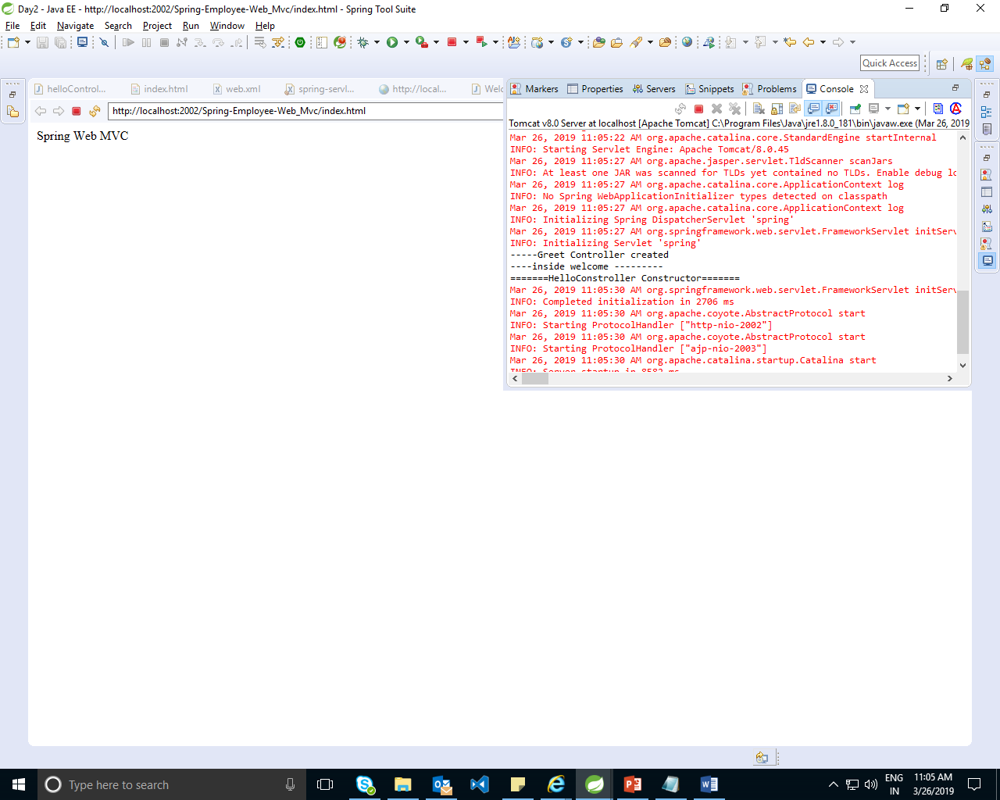 Day2 - Java EE - http://localhost:2002/Spring-Employee-Web_Mvc/index.html - Spring Tool Suite
File Edit Navigate Search Project Run Window Help
Quick Access
helloControl... index.html web.xml spring-servl... http://local... Welc
http://localhost:2002/Spring-Employee-Web_Mvc/index.html
Spring Web MVC
Markers Properties Servers Snippets Problems Console
Tomcat v8.0 Server at localhost [Apache Tomcat] C:\Program Files\Java\jre1.8.0_181\bin\javaw.exe (Mar 26, 2019
Mar 26, 2019 11:05:22 AM org.apache.catalina.core.StandardEngine startInternal
INFO: Starting Servlet Engine: Apache Tomcat/8.0.45
Mar 26, 2019 11:05:27 AM org.apache.jasper.servlet.TldScanner scanJars
INFO: At least one JAR was scanned for TLDs yet contained no TLDs. Enable debug lo
Mar 26, 2019 11:05:27 AM org.apache.catalina.core.ApplicationContext log
INFO: No Spring WebApplicationInitializer types detected on classpath
Mar 26, 2019 11:05:27 AM org.apache.catalina.core.ApplicationContext log
INFO: Initializing Spring DispatcherServlet 'spring'
Mar 26, 2019 11:05:27 AM org.springframework.web.servlet.FrameworkServlet initServ
INFO: Initializing Servlet 'spring'
-----Greet Controller created
----inside welcome ---------
=======HelloConstroller Constructor=======
Mar 26, 2019 11:05:30 AM org.springframework.web.servlet.FrameworkServlet initServ
INFO: Completed initialization in 2706 ms
Mar 26, 2019 11:05:30 AM org.apache.coyote.AbstractProtocol start
INFO: Starting ProtocolHandler ["http-nio-2002"]
Mar 26, 2019 11:05:30 AM org.apache.coyote.AbstractProtocol start
INFO: Starting ProtocolHandler ["ajp-nio-2003"]
Mar 26, 2019 11:05:30 AM org.apache.catalina.startup.Catalina start
INFO: Server startup in 8582 ms
Type here to search
ENG
IN
11:05 AM
3/26/2019